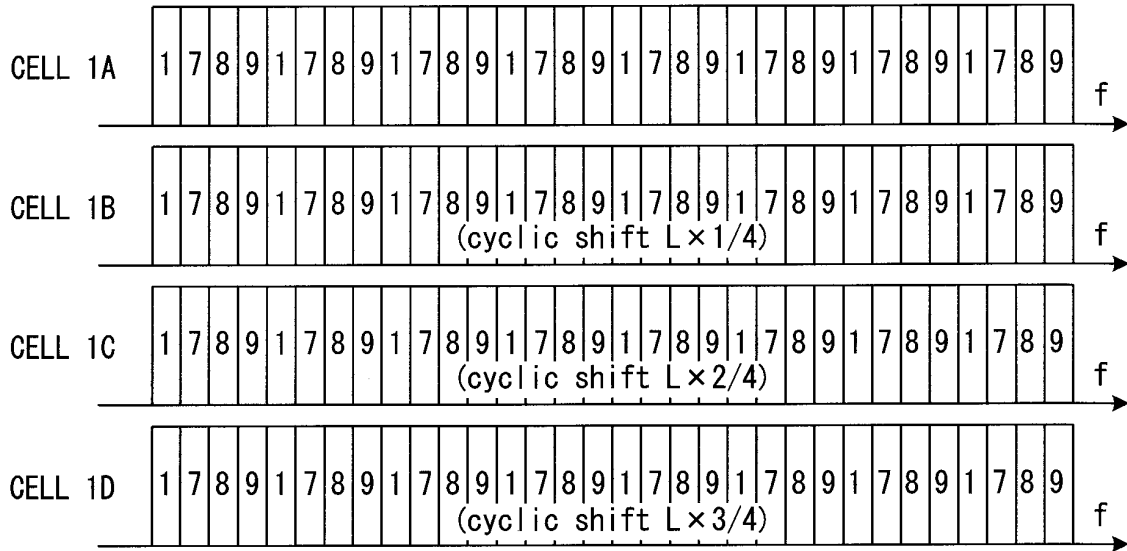 CELL 1A 1 7 8 9 1 7 8 9 1 7 8 9 1 7 8 9 1 7 8 9 1 7 8 9 1 7 8 9 1 7 8 9 f
CELL 1B 1 7 8 9 1 7 8 9 1 7 8 9 1 7 8 9 1 7 8 9 1 7 8 9 1 7 8 9 1 7 8 9 f
(cyclic shift L×1/4)
CELL 1C 1 7 8 9 1 7 8 9 1 7 8 9 1 7 8 9 1 7 8 9 1 7 8 9 1 7 8 9 1 7 8 9 f
(cyclic shift L×2/4)
CELL 1D 1 7 8 9 1 7 8 9 1 7 8 9 1 7 8 9 1 7 8 9 1 7 8 9 1 7 8 9 1 7 8 9 f
(cyclic shift L×3/4)